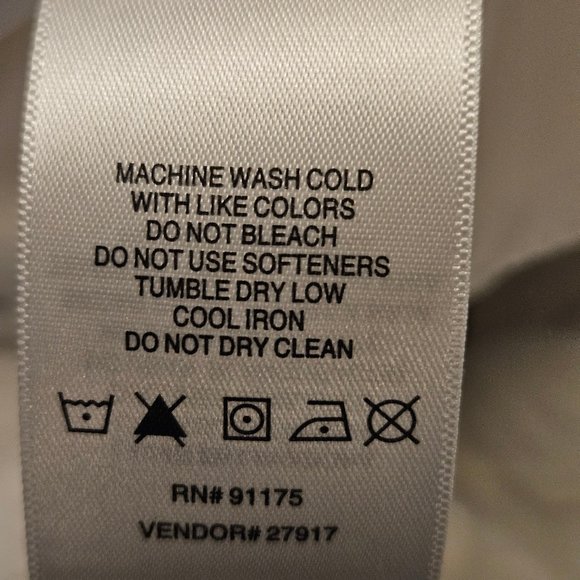 MACHINE WASH COLD
WITH LIKE COLORS
DO NOT BLEACH
DO NOT USE SOFTENERS
TUMBLE DRY LOW
COOL IRON
DO NOT DRY CLEAN
RN# 91175
VENDOR# 27917